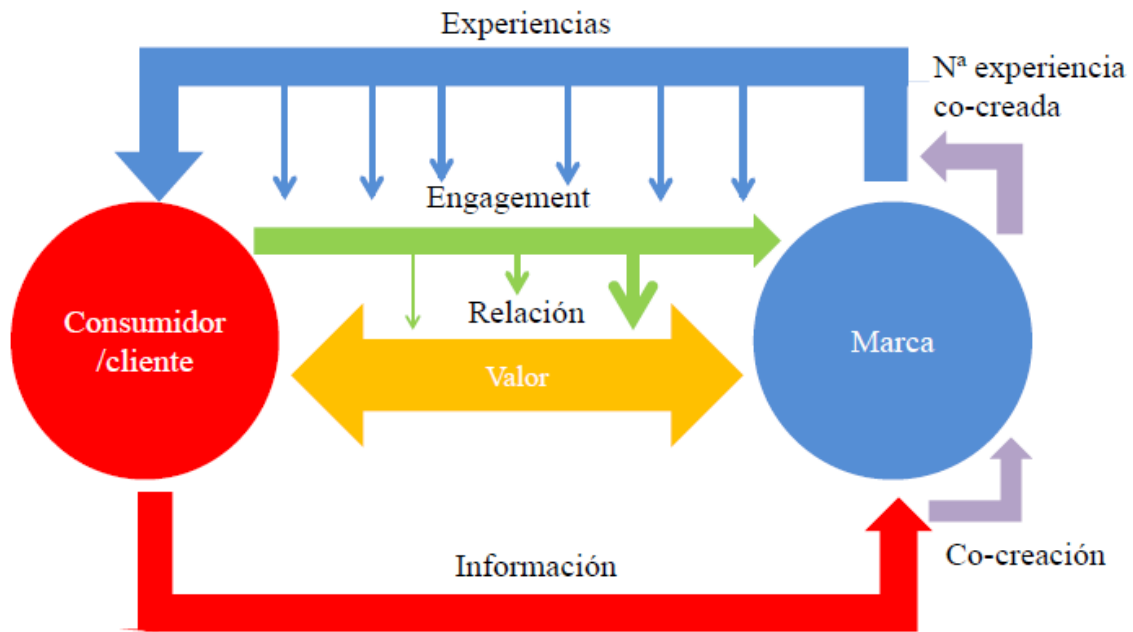 Experiencias
Nª experiencia
co-creada
Engagement
Relación
Consumidor
/cliente
Valor
Marca
Información
Co-creación